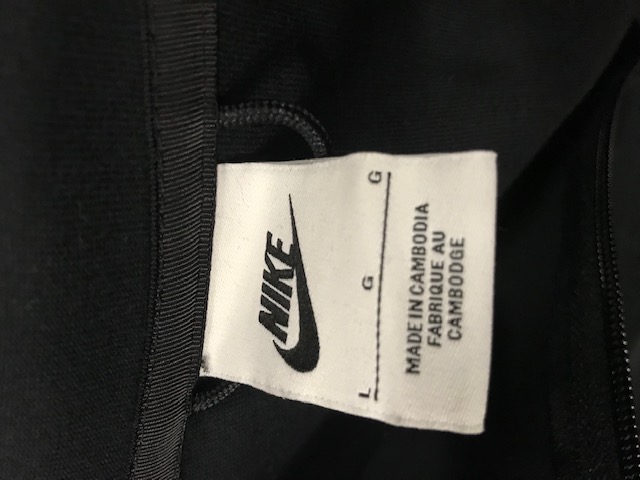 NIKE
L G G
MADE IN CAMBODIA
FABRIQUE AU
CAMBODGE